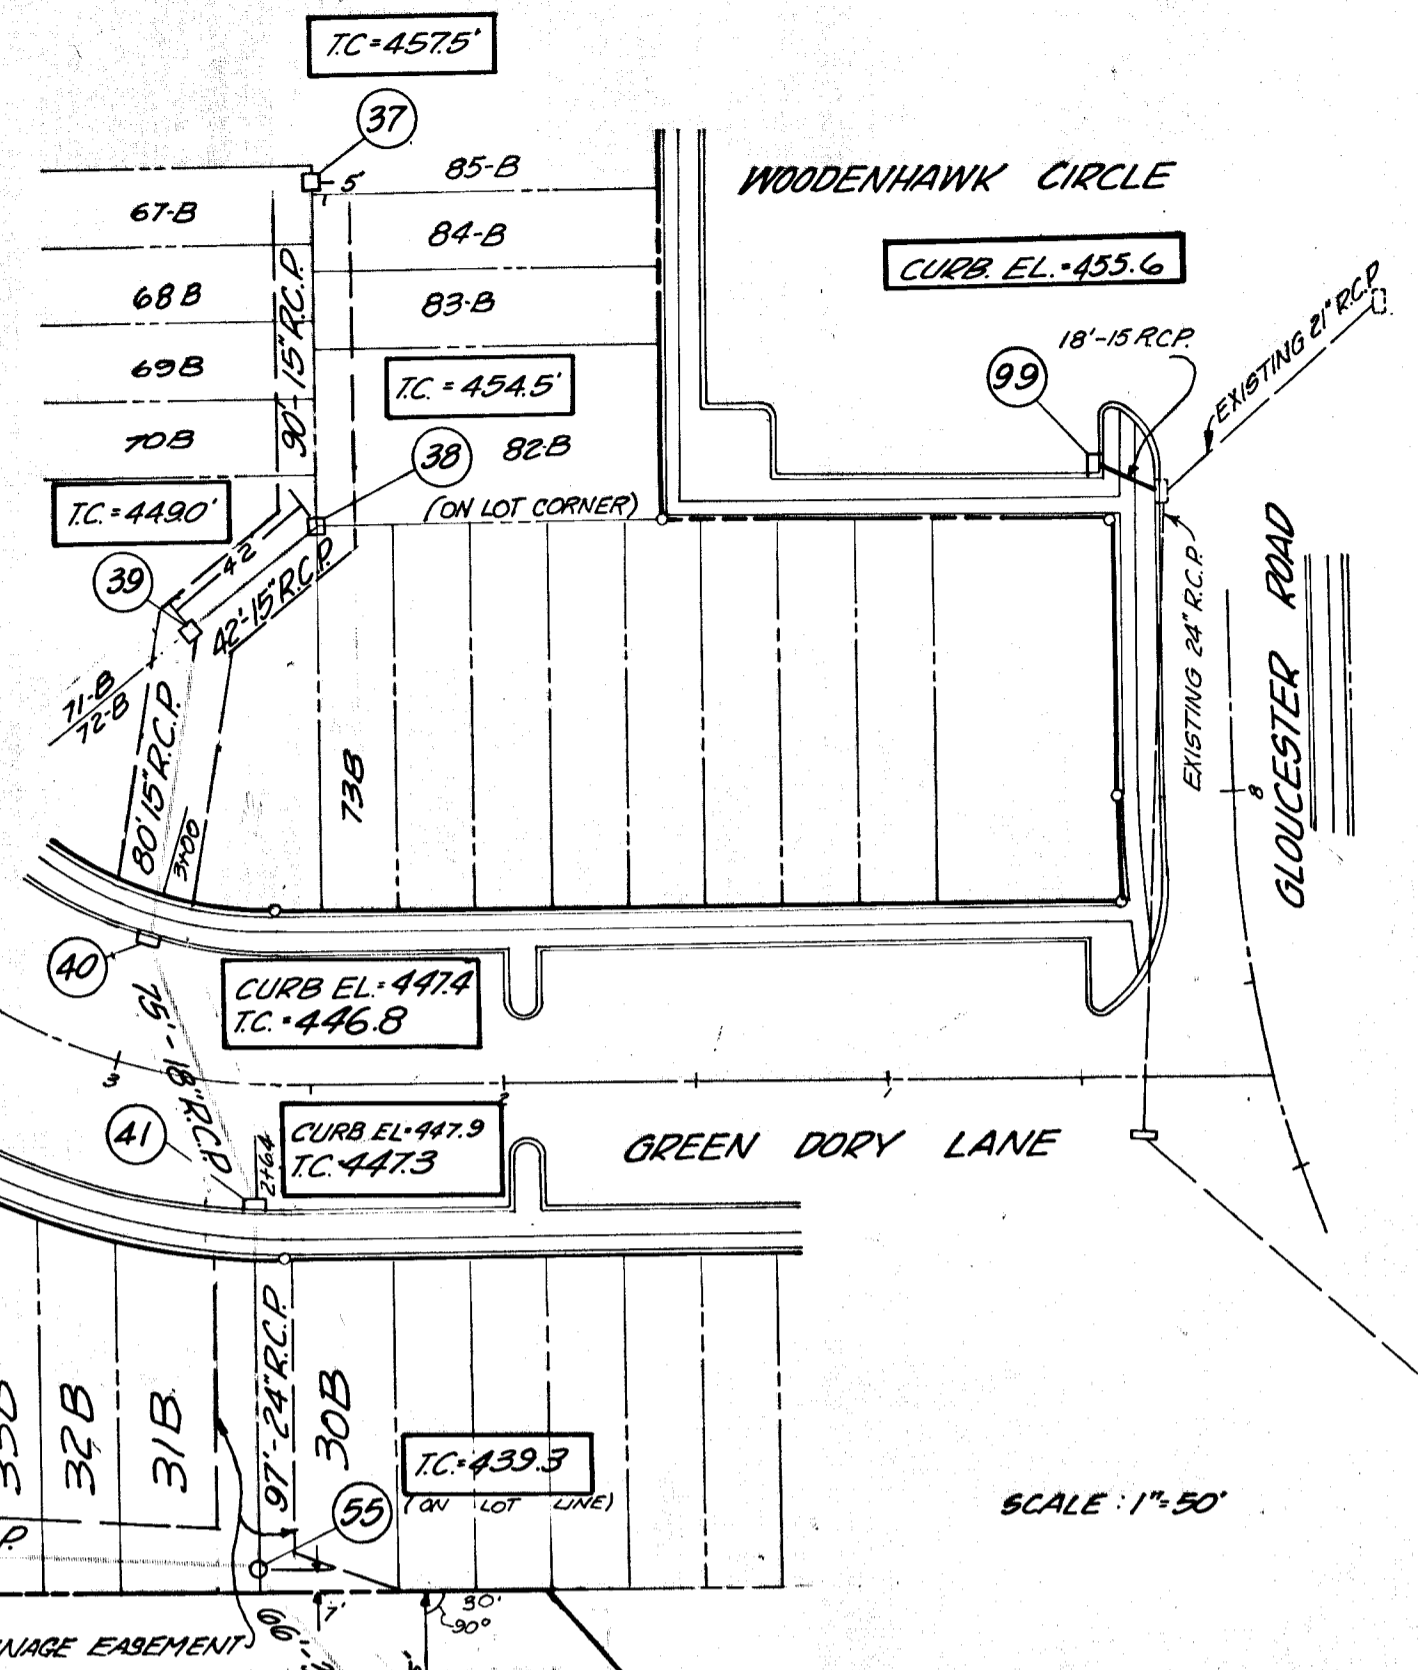 T.C = 457.5'
37
5'
85-B
WOODENHAWK CIRCLE
67-B
84-B
CURB. EL. = 455.6
68 B
83-B
90'-15" R.C.P.
18'-15 R.C.P.
EXISTING 21" R.C.P.
69B
T.C. = 454.5'
99
70B
38
82-B
(ON LOT CORNER)
T.C. = 449.0'
42
39
42'-15" R.C.P.
EXISTING 24" R.C.P.
GLOUCESTER ROAD
71-B
72-B
80' 15" R.C.P.
3+00
73B
8
40
CURB EL. = 447.4
T.C. = 446.8
75'-18" R.C.P.
3
2
1
41
CURB EL = 447.9
T.C. = 447.3
2+64
GREEN DORY LANE
32B
31B
97'-24" R.C.P.
30B
T.C. = 439.3
(ON LOT LINE)
55
SCALE : 1" = 50'
P.
7'
30'
90°
66'-
NAGE EASEMENT